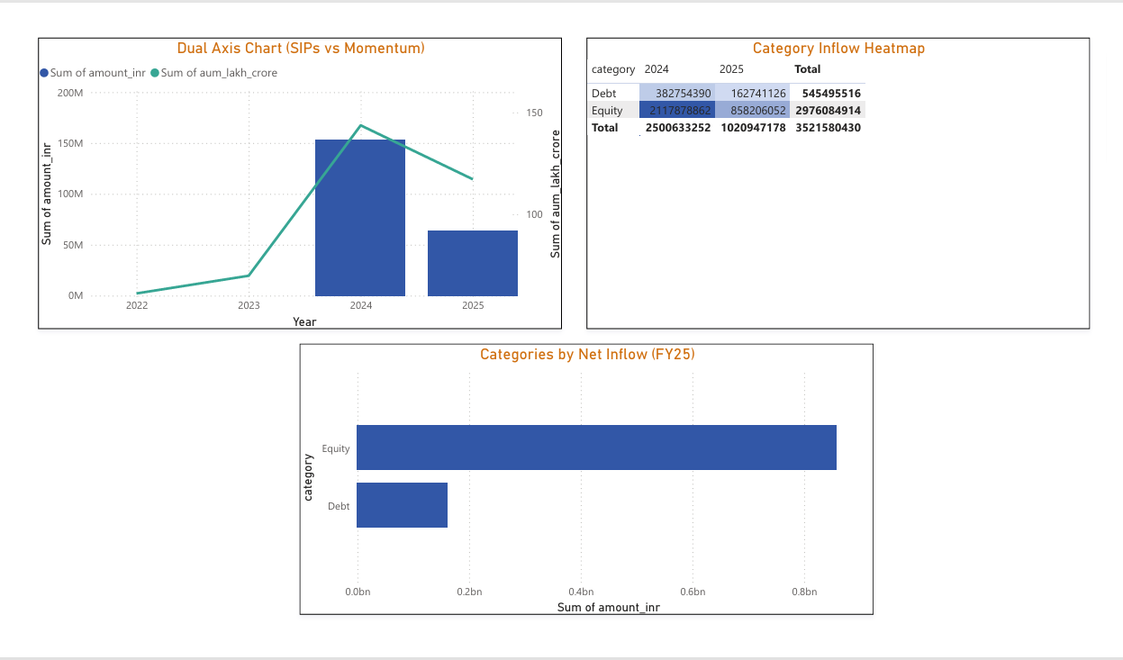 Dual Axis Chart (SIPs vs Momentum)
Sum of amount_inr Sum of aum_lakh_crore
200M
150M
100M
50M
0M
Sum of amount_inr
150
100
Sum of aum_lakh_crore
2022 2023 2024 2025
Year
Category Inflow Heatmap
category 2024 2025 Total
Debt 382754390 162741126 545495516
Equity 2117878862 858206052 2976084914
Total 2500633252 1020947178 3521580430
Categories by Net Inflow (FY25)
category
Equity
Debt
0.0bn 0.2bn 0.4bn 0.6bn 0.8bn
Sum of amount_inr